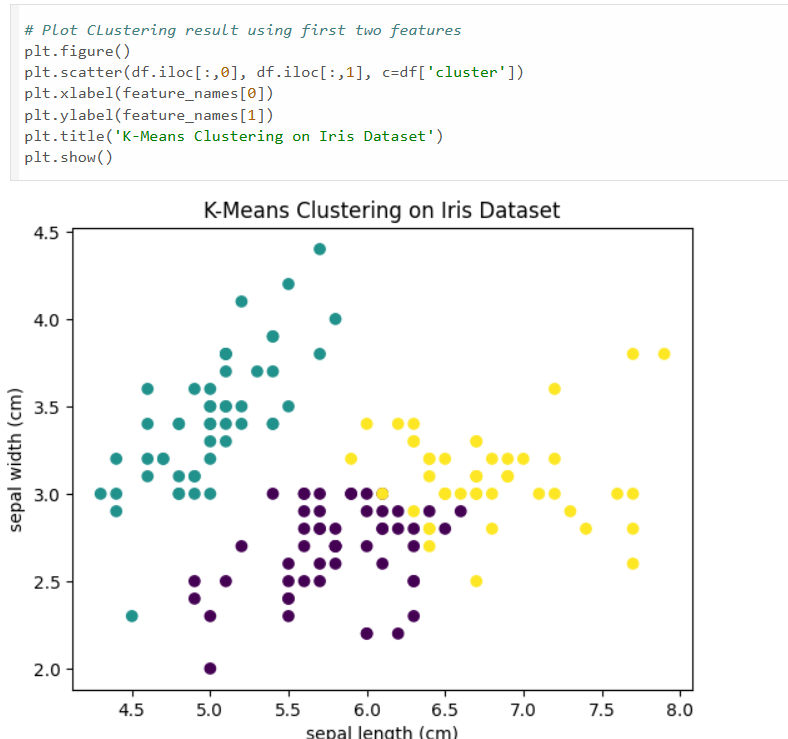 # Plot CLustering result using first two features
plt.figure()
plt.scatter(df.iloc[:,0], df.iloc[:,1], c=df['cluster'])
plt.xlabel(feature_names[0])
plt.ylabel(feature_names[1])
plt.title('K-Means Clustering on Iris Dataset')
plt.show()
K-Means Clustering on Iris Dataset
4.5
4.0
3.5
3.0
2.5
2.0
sepal width (cm)
4.5 5.0 5.5 6.0 6.5 7.0 7.5 8.0
sepal length (cm)